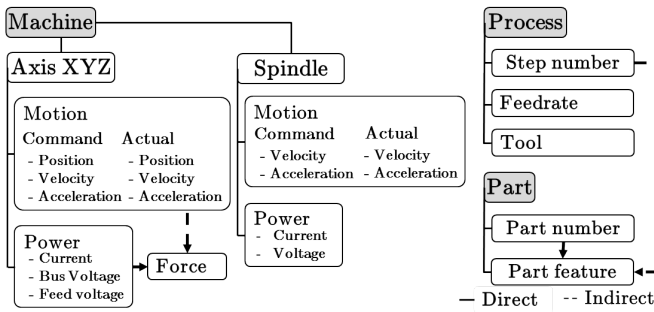 Machine
Axis XYZ
Motion
Command Actual
- Position - Position
- Velocity - Velocity
- Acceleration - Acceleration
Power
- Current
- Bus Voltage
- Feed voltage
Force
Spindle
Motion
Command Actual
- Velocity - Velocity
- Acceleration - Acceleration
Power
- Current
- Voltage
Process
Step number
Feedrate
Tool
Part
Part number
Part feature
— Direct -- Indirect